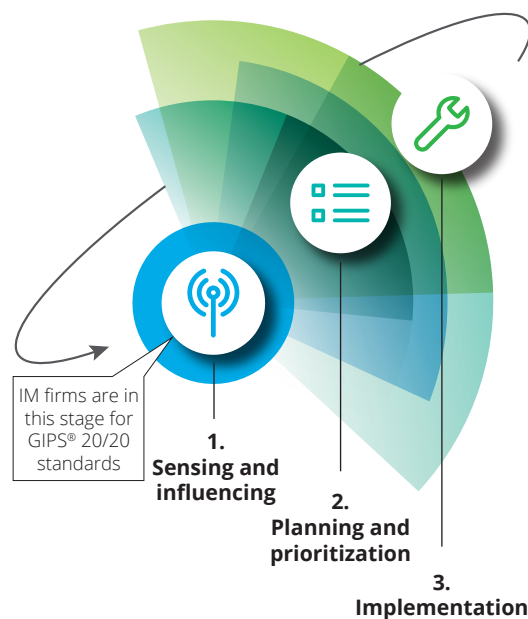 IM firms are in
this stage for
GIPS® 20/20
standards
1.
Sensing and
influencing
2.
Planning and
prioritization
3.
Implementation